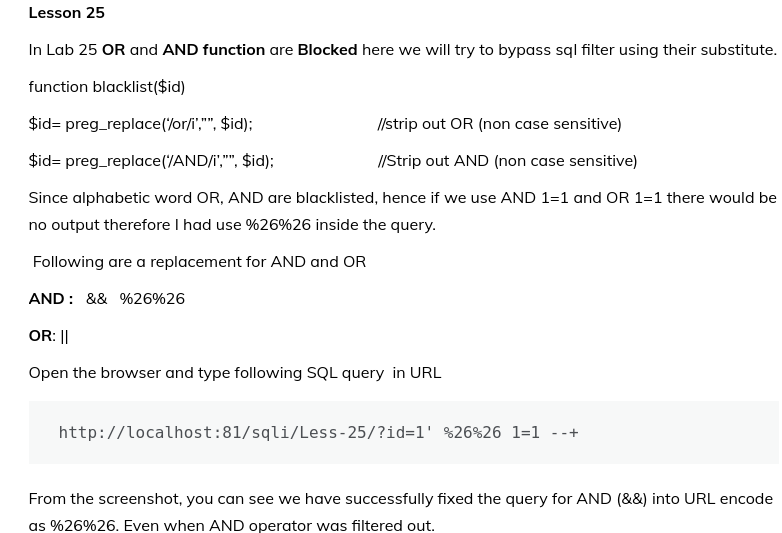 Lesson 25
In Lab 25 OR and AND function are Blocked here we will try to bypass sql filter using their substitute.
function blacklist($id)
$id= preg_replace(‘/or/i’,””, $id); //strip out OR (non case sensitive)
$id= preg_replace(‘/AND/i’,””, $id); //Strip out AND (non case sensitive)
Since alphabetic word OR, AND are blacklisted, hence if we use AND 1=1 and OR 1=1 there would be
no output therefore I had use %26%26 inside the query.
Following are a replacement for AND and OR
AND : && %26%26
OR: ||
Open the browser and type following SQL query in URL
http://localhost:81/sqli/Less-25/?id=1' %26%26 1=1 --+
From the screenshot, you can see we have successfully fixed the query for AND (&&) into URL encode
as %26%26. Even when AND operator was filtered out.